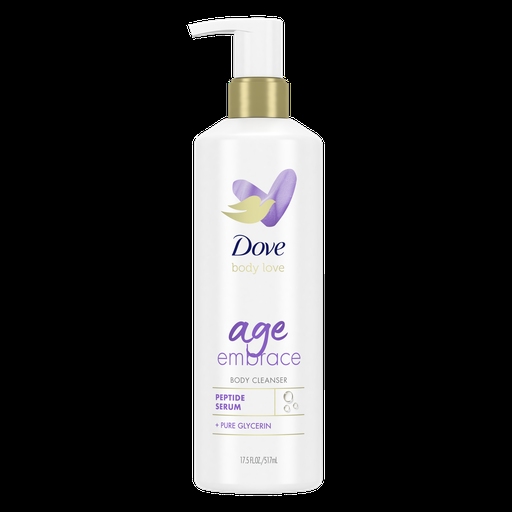 Dove
body love
age
embrace
BODY CLEANSER
PEPTIDE
SERUM
+ PURE GLYCERIN
17.5 FL OZ/517mL